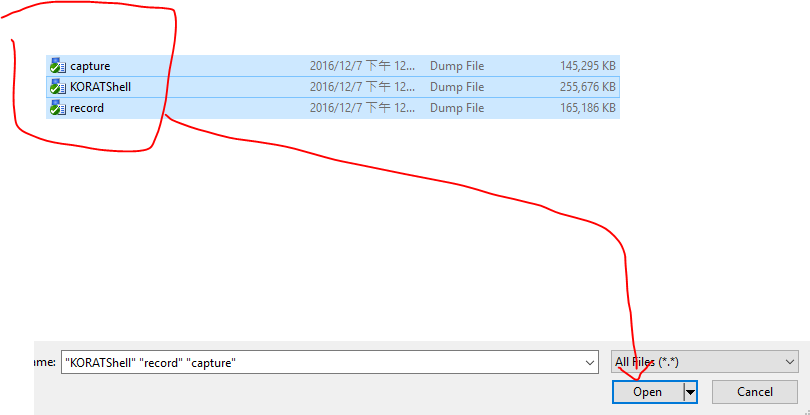 capture 2016/12/7 下午 12... Dump File 145,295 KB
KORATShell 2016/12/7 下午 12... Dump File 255,676 KB
record 2016/12/7 下午 12... Dump File 165,186 KB
ame: "KORATShell" "record" "capture" All Files (*.*)
Open Cancel